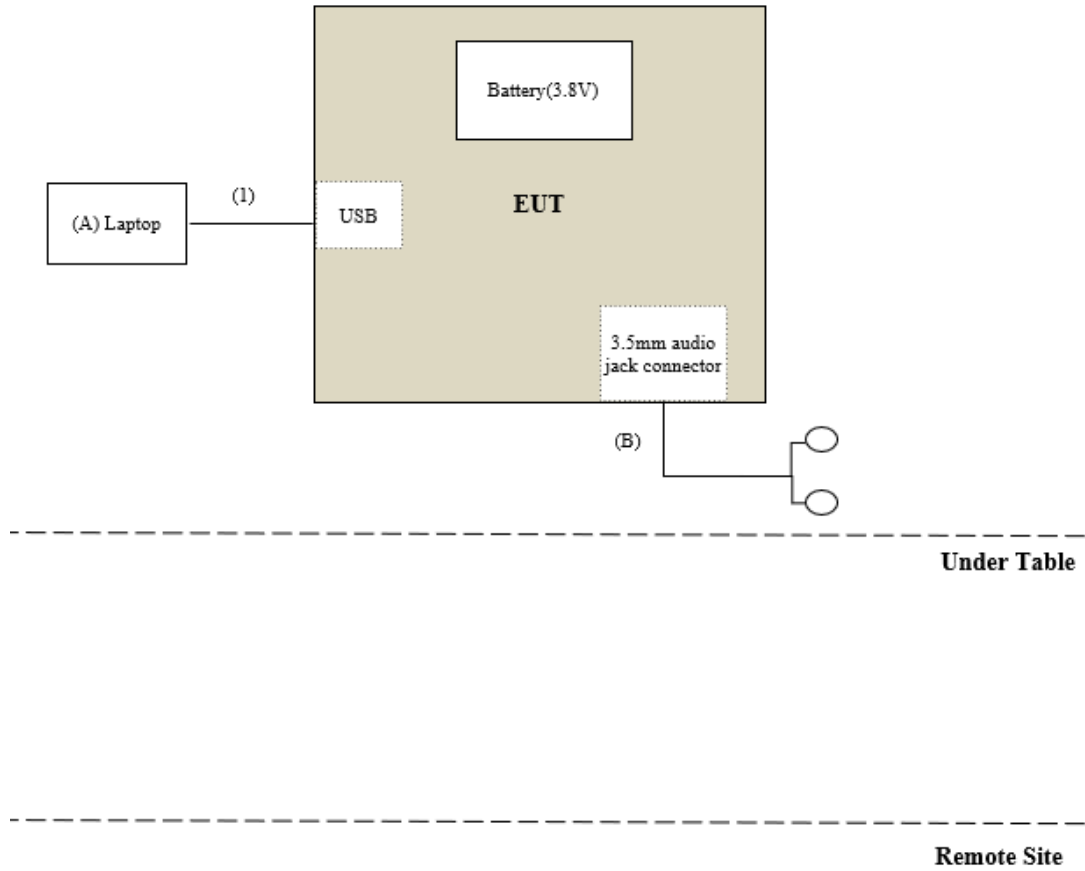 Battery(3.8V)
(1)
EUT
(A) Laptop
USB
3.5mm audio
jack connector
(B)
Under Table
Remote Site